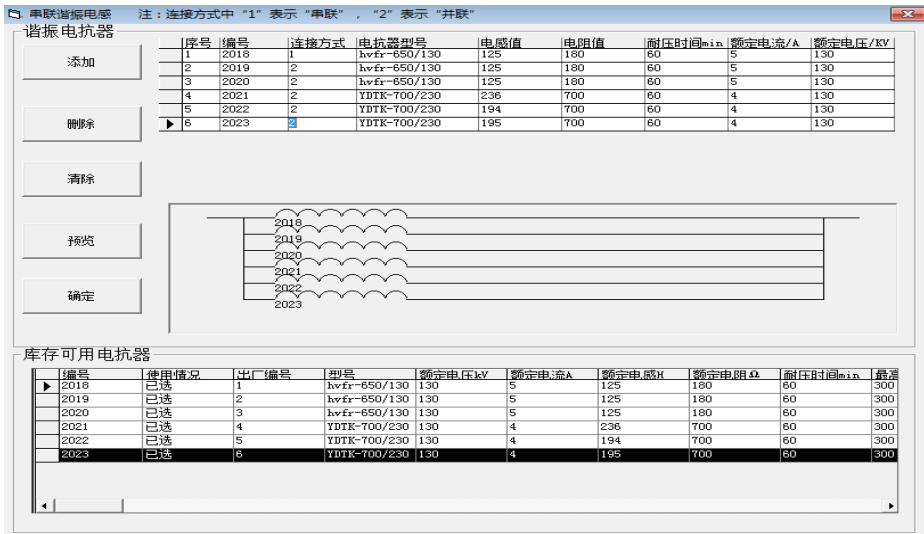 串联谐振电感 注：连接方式中 “1” 表示 “串联” ， “2” 表示 “并联”
谐振电抗器
添加
删除
清除
预览
确定
序号 编号 连接方式 电抗器型号 电感值 电阻值 耐压时间min 额定电流/A 额定电压/KV
1 2018 1 hvfr-650/130 125 180 60 5 130
2 2019 2 hvfr-650/130 125 180 60 5 130
3 2020 2 hvfr-650/130 125 180 60 5 130
4 2021 2 YDTK-700/230 236 700 60 4 130
5 2022 2 YDTK-700/230 194 700 60 4 130
6 2023 2 YDTK-700/230 195 700 60 4 130
2018
2019
2020
2021
2022
2023
库存可用电抗器
编号 使用情况 出厂编号 型号 额定电压kV 额定电流A 额定电感H 额定电阻Ω 耐压时间min 最高
2018 已选 1 hvfr-650/130 130 5 125 180 60 300
2019 已选 2 hvfr-650/130 130 5 125 180 60 300
2020 已选 3 hvfr-650/130 130 5 125 180 60 300
2021 已选 4 YDTK-700/230 130 4 236 700 60 300
2022 已选 5 YDTK-700/230 130 4 194 700 60 300
2023 已选 6 YDTK-700/230 130 4 195 700 60 300